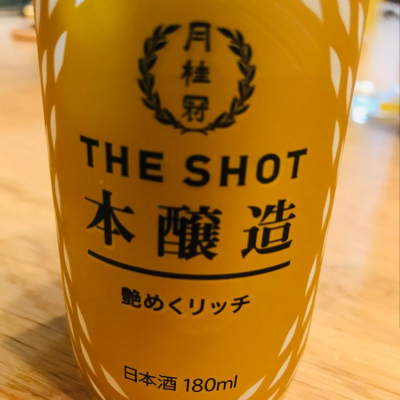 月
桂
冠
THE SHOT
本醸造
艶めくリッチ
日本酒 180ml